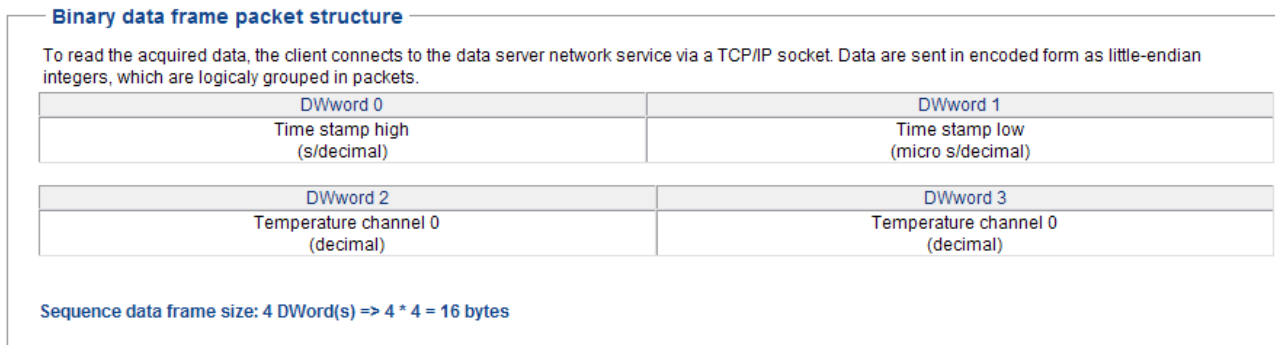 Binary data frame packet structure
To read the acquired data, the client connects to the data server network service via a TCP/IP socket. Data are sent in encoded form as little-endian
integers, which are logicaly grouped in packets.
DWword 0 DWword 1
Time stamp high Time stamp low
(s/decimal) (micro s/decimal)
DWword 2 DWword 3
Temperature channel 0 Temperature channel 0
(decimal) (decimal)
Sequence data frame size: 4 DWord(s) => 4 * 4 = 16 bytes